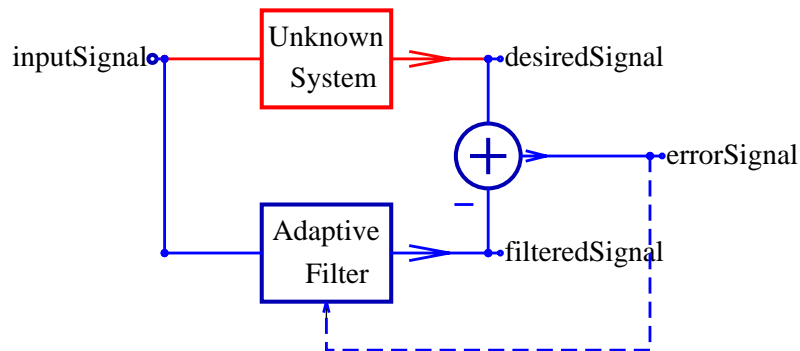 Unknown
System
inputSignal
desiredSignal
+
errorSignal
−
Adaptive
Filter
filteredSignal